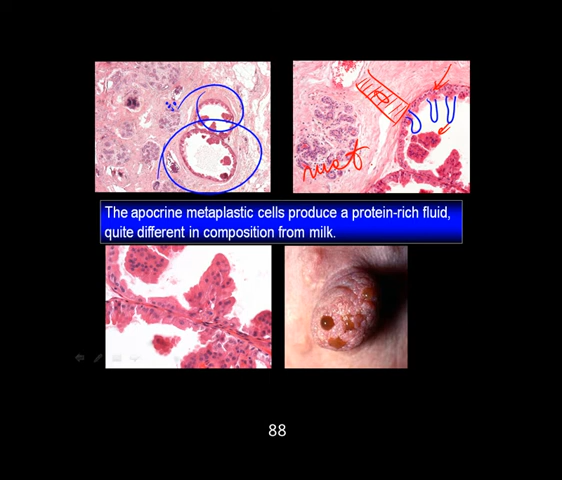 The apocrine metaplastic cells produce a protein-rich fluid,
quite different in composition from milk.
88